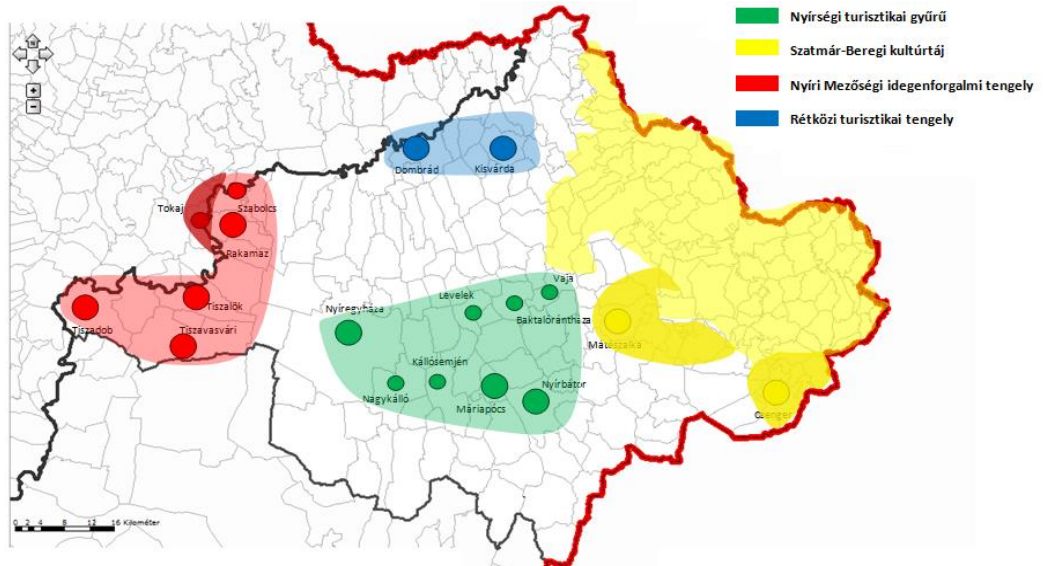 Nyírségi turisztikai gyűrű
Szatmár-Beregi kultúrtáj
Nyíri Mezőségi idegenforgalmi tengely
Rétközi turisztikai tengely
N
+
-
Dombrád
Kisvárda
Tokaj
Szabolcs
Rakamaz
Tiszalök
Tiszadob
Tiszavasvári
Vaja
Levelek
Baktalórántháza
Nyíregyháza
Mátészalka
Kállósemjén
Nagykálló
Máriapócs
Nyírbátor
Csenger
0 2 4 8 12 16 Kilométer